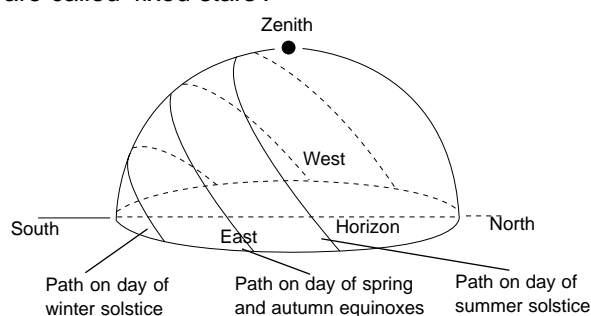 are called 'fixed stars'.
Zenith
West
South
East
Horizon
North
Path on day of
winter solstice
Path on day of spring
and autumn equinoxes
Path on day of
summer solstice